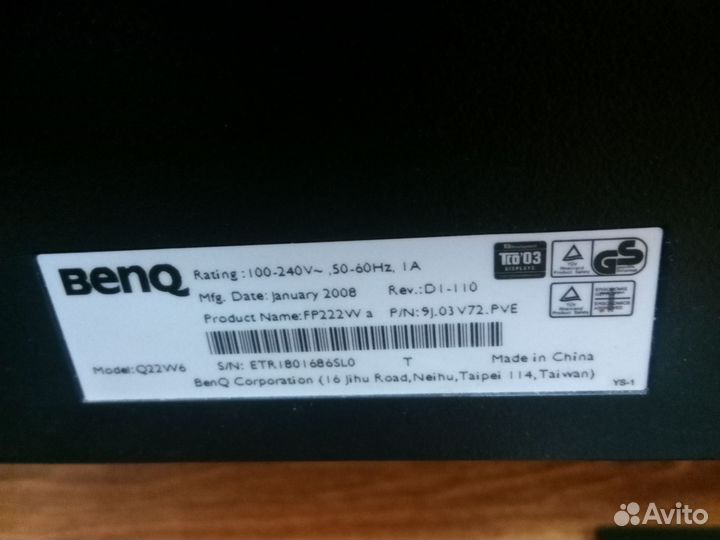 BenQ
Rating :100-240V~ ,50-60Hz, 1A
Mfg. Date: January 2008 Rev.:D1-110
Product Name:FP222W a P/N:9J.03V72.PVE
Model:Q22W6 S/N: ETR1801686SL0 T Made in China
BenQ Corporation (16 Jihu Road,Neihu,Taipei 114,Taiwan)
TCO'03
DISPLAYS
GS
YS-1
Avito